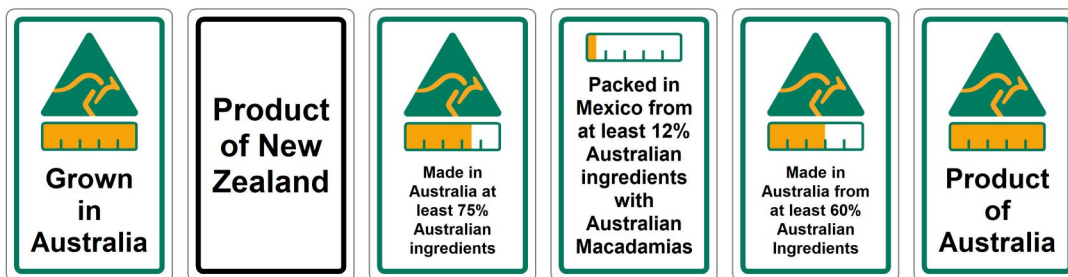 Grown
in
Australia
Product
of New
Zealand
Made in
Australia at
least 75%
Australian
ingredients
Packed in
Mexico from
at least 12%
Australian
ingredients
with
Australian
Macadamias
Made in
Australia from
at least 60%
Australian
Ingredients
Product
of
Australia